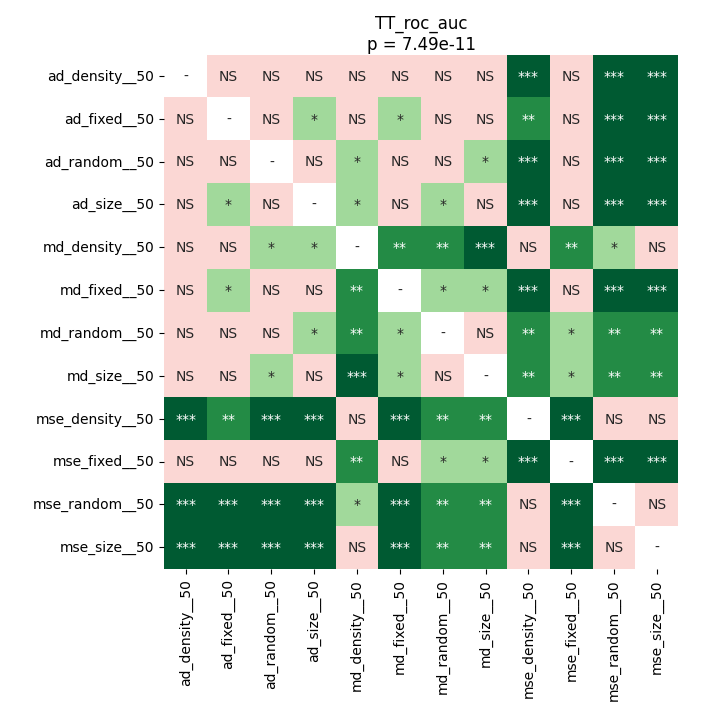 TT_roc_auc
p = 7.49e-11
ad_density__50 - NS NS NS NS NS NS NS *** NS *** ***
ad_fixed__50 NS - NS * NS * NS NS ** NS *** ***
ad_random__50 NS NS - NS * NS NS * *** NS *** ***
ad_size__50 NS * NS - * NS * NS *** NS *** ***
md_density__50 NS NS * * - ** ** *** NS ** * NS
md_fixed__50 NS * NS NS ** - * * *** NS *** ***
md_random__50 NS NS NS * ** * - NS ** * ** **
md_size__50 NS NS * NS *** * NS - ** * ** **
mse_density__50 *** ** *** *** NS *** ** ** - *** NS NS
mse_fixed__50 NS NS NS NS ** NS * * *** - *** ***
mse_random__50 *** *** *** *** * *** ** ** NS *** - NS
mse_size__50 *** *** *** *** NS *** ** ** NS *** NS -
ad_density__50
ad_fixed__50
ad_random__50
ad_size__50
md_density__50
md_fixed__50
md_random__50
md_size__50
mse_density__50
mse_fixed__50
mse_random__50
mse_size__50